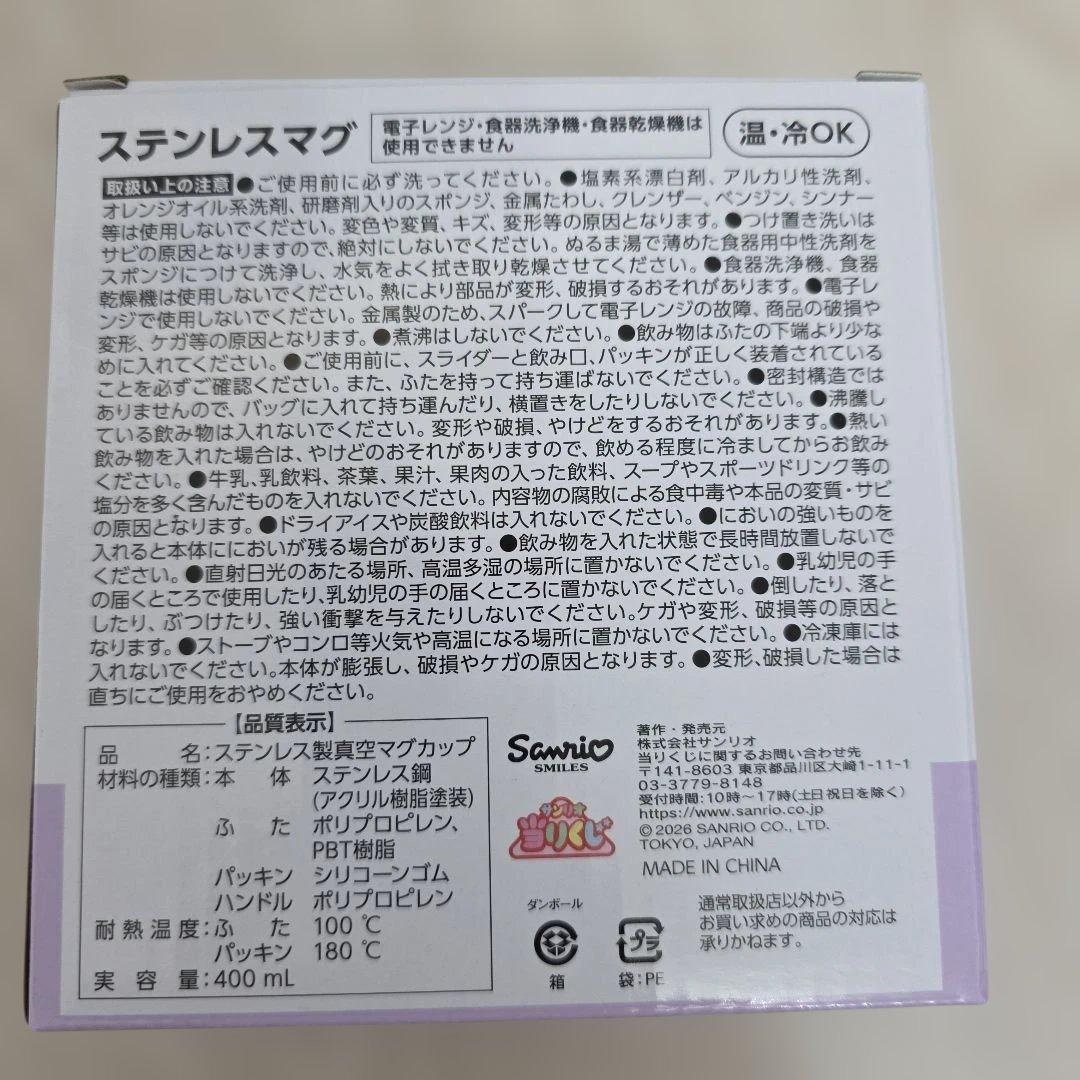 ステンレスマグ
電子レンジ・食器洗浄機・食器乾燥機は
使用できません
温・冷OK
取扱い上の注意 ●ご使用前に必ず洗ってください。●塩素系漂白剤、アルカリ性洗剤、
オレンジオイル系洗剤、研磨剤入りのスポンジ、金属たわし、クレンザー、ベンジン、シンナー
等は使用しないでください。変色や変質、キズ、変形等の原因となります。●つけ置き洗いは
サビの原因となりますので、絶対にしないでください。ぬるま湯で薄めた食器用中性洗剤を
スポンジにつけて洗浄し、水気をよく拭き取り乾燥させてください。●食器洗浄機、食器
乾燥機は使用しないでください。熱により部品が変形、破損するおそれがあります。●電子レ
ンジで使用しないでください。金属製のため、スパークして電子レンジの故障、商品の破損や
変形、ケガ等の原因となります。●煮沸はしないでください。●飲み物はふたの下端より少な
めに入れてください。●ご使用前に、スライダーと飲み口、パッキンが正しく装着されている
ことを必ずご確認ください。また、ふたを持って持ち運ばないでください。●密封構造では
ありませんので、バッグに入れて持ち運んだり、横置きをしたりしないでください。●沸騰し
ている飲み物は入れないでください。変形や破損、やけどをするおそれがあります。●熱い
飲み物を入れた場合は、やけどのおそれがありますので、飲める程度に冷ましてからお飲み
ください。●牛乳、乳飲料、茶葉、果汁、果肉の入った飲料、スープやスポーツドリンク等の
塩分を多く含んだものを入れないでください。内容物の腐敗による食中毒や本品の変質・サビ
の原因となります。●ドライアイスや炭酸飲料は入れないでください。●においの強いものを
入れると本体ににおいが残る場合があります。●飲み物を入れた状態で長時間放置しないで
ください。●直射日光のあたる場所、高温多湿の場所に置かないでください。●乳幼児の手
の届くところで使用したり、乳幼児の手の届くところに置かないでください。●倒したり、落と
したり、ぶつけたり、強い衝撃を与えたりしないでください。ケガや変形、破損等の原因と
なります。●ストーブやコンロ等火気や高温になる場所に置かないでください。●冷凍庫には
入れないでください。本体が膨張し、破損やケガの原因となります。●変形、破損した場合は
直ちにご使用をおやめください。
【品質表示】
品名：ステンレス製真空マグカップ
材料の種類：本体 ステンレス鋼
(アクリル樹脂塗装)
ふた ポリプロピレン、
PBT樹脂
パッキン シリコーンゴム
ハンドル ポリプロピレン
耐熱温度：ふた 100 ℃
パッキン 180 ℃
実容量：400 mL
Sanrio
SMILES
サンリオ
当りくじ
著作・発売元
株式会社サンリオ
当りくじに関するお問い合わせ先
〒141-8603 東京都品川区大崎1-11-1
03-3779-8148
受付時間：10時～17時(土日祝日を除く)
https://www.sanrio.co.jp
© 2026 SANRIO CO., LTD.
TOKYO, JAPAN
MADE IN CHINA
ダンボール
箱
プラ
袋：PE
通常取扱店以外から
お買い求めの商品の対応は
承りかねます。